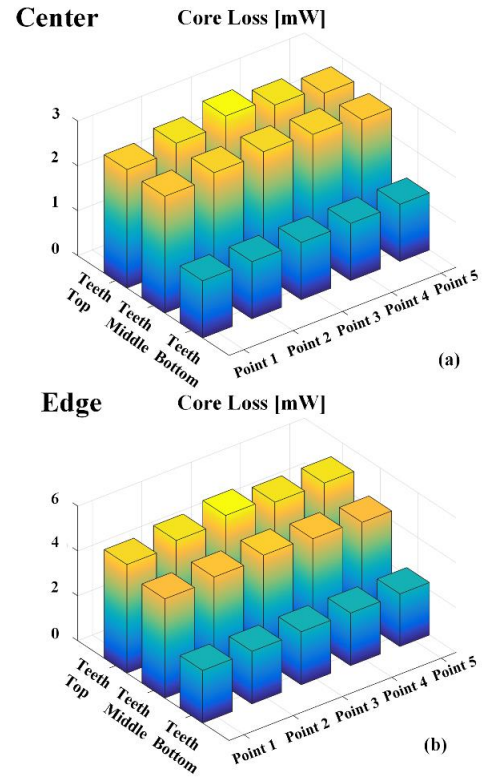 Center
Core Loss [mW]
3
2
1
0
Teeth Top
Teeth Middle
Teeth Bottom
Point 1
Point 2
Point 3
Point 4
Point 5
(a)
Edge
Core Loss [mW]
6
4
2
0
Teeth Top
Teeth Middle
Teeth Bottom
Point 1
Point 2
Point 3
Point 4
Point 5
(b)